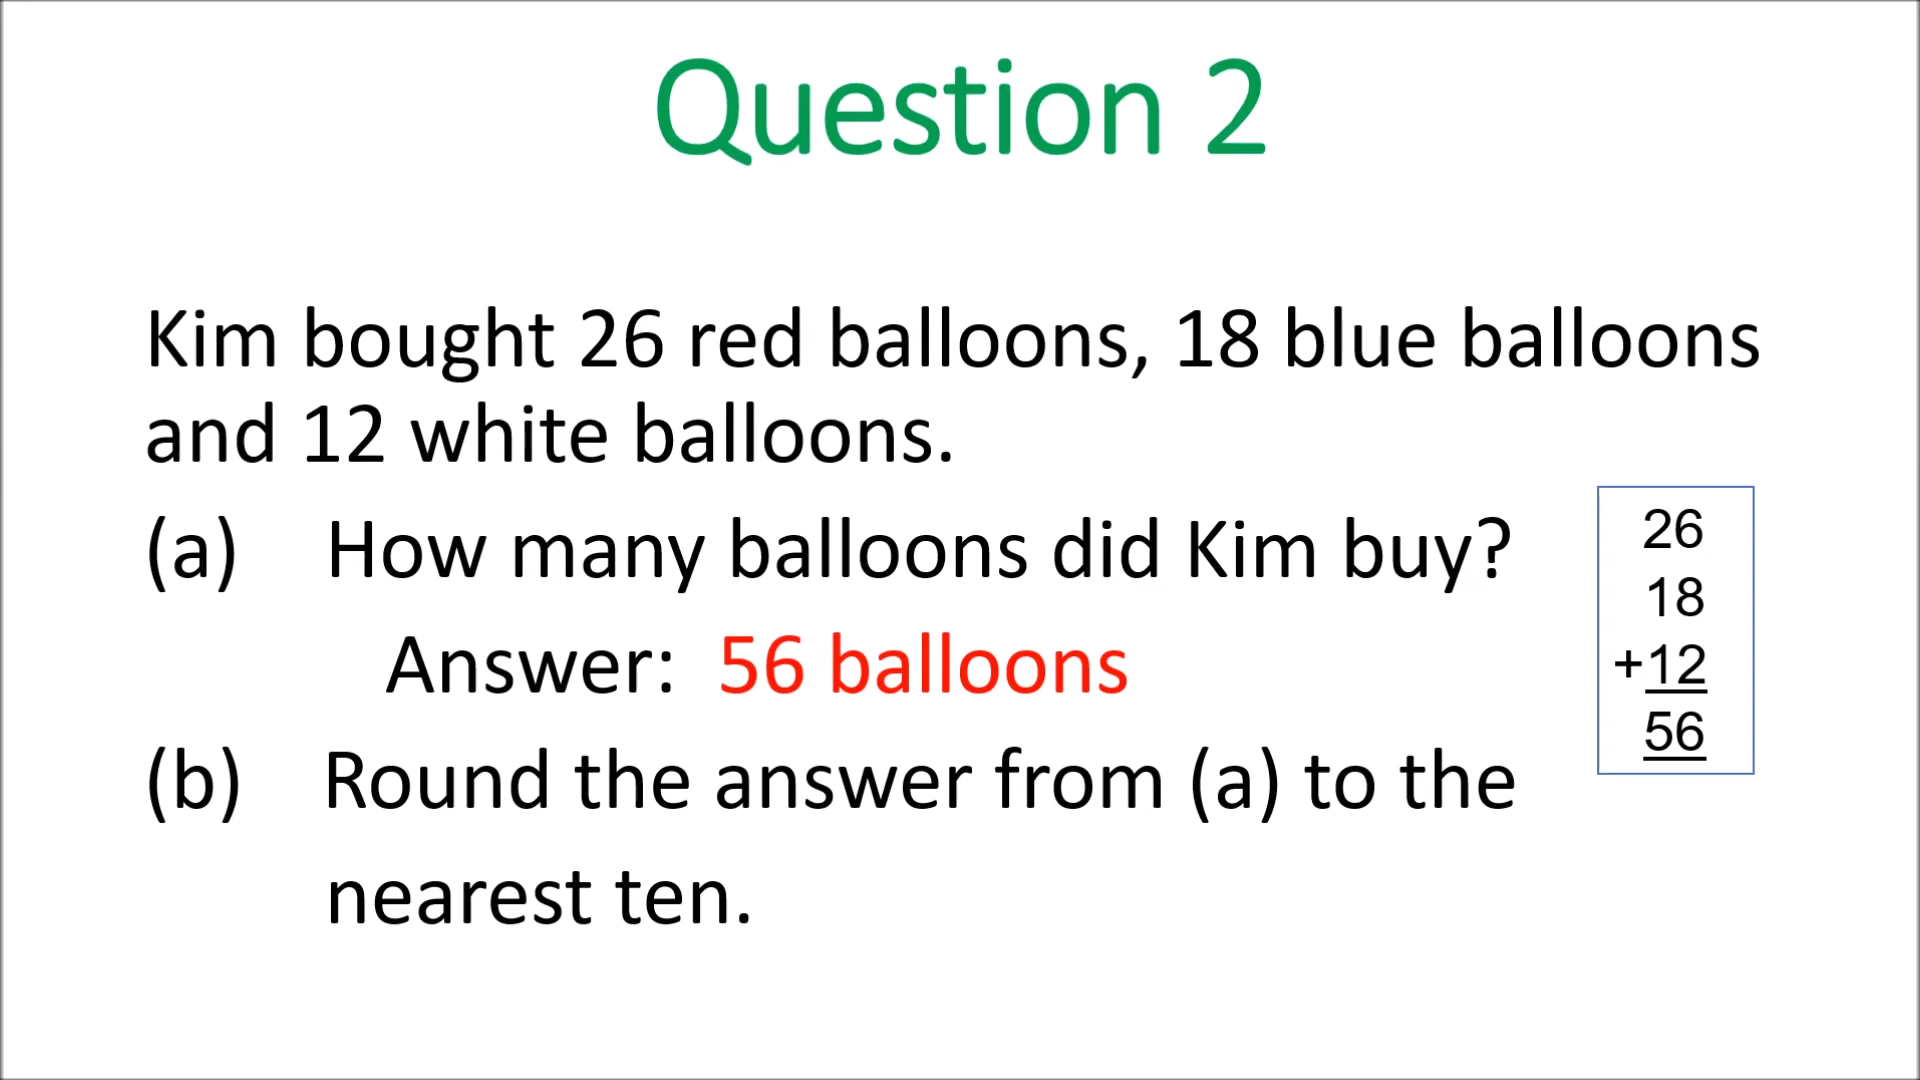 Question 2
Kim bought 26 red balloons, 18 blue balloons
and 12 white balloons.
(a) How many balloons did Kim buy?
Answer: 56 balloons
(b) Round the answer from (a) to the
nearest ten.
26
18
+12
56